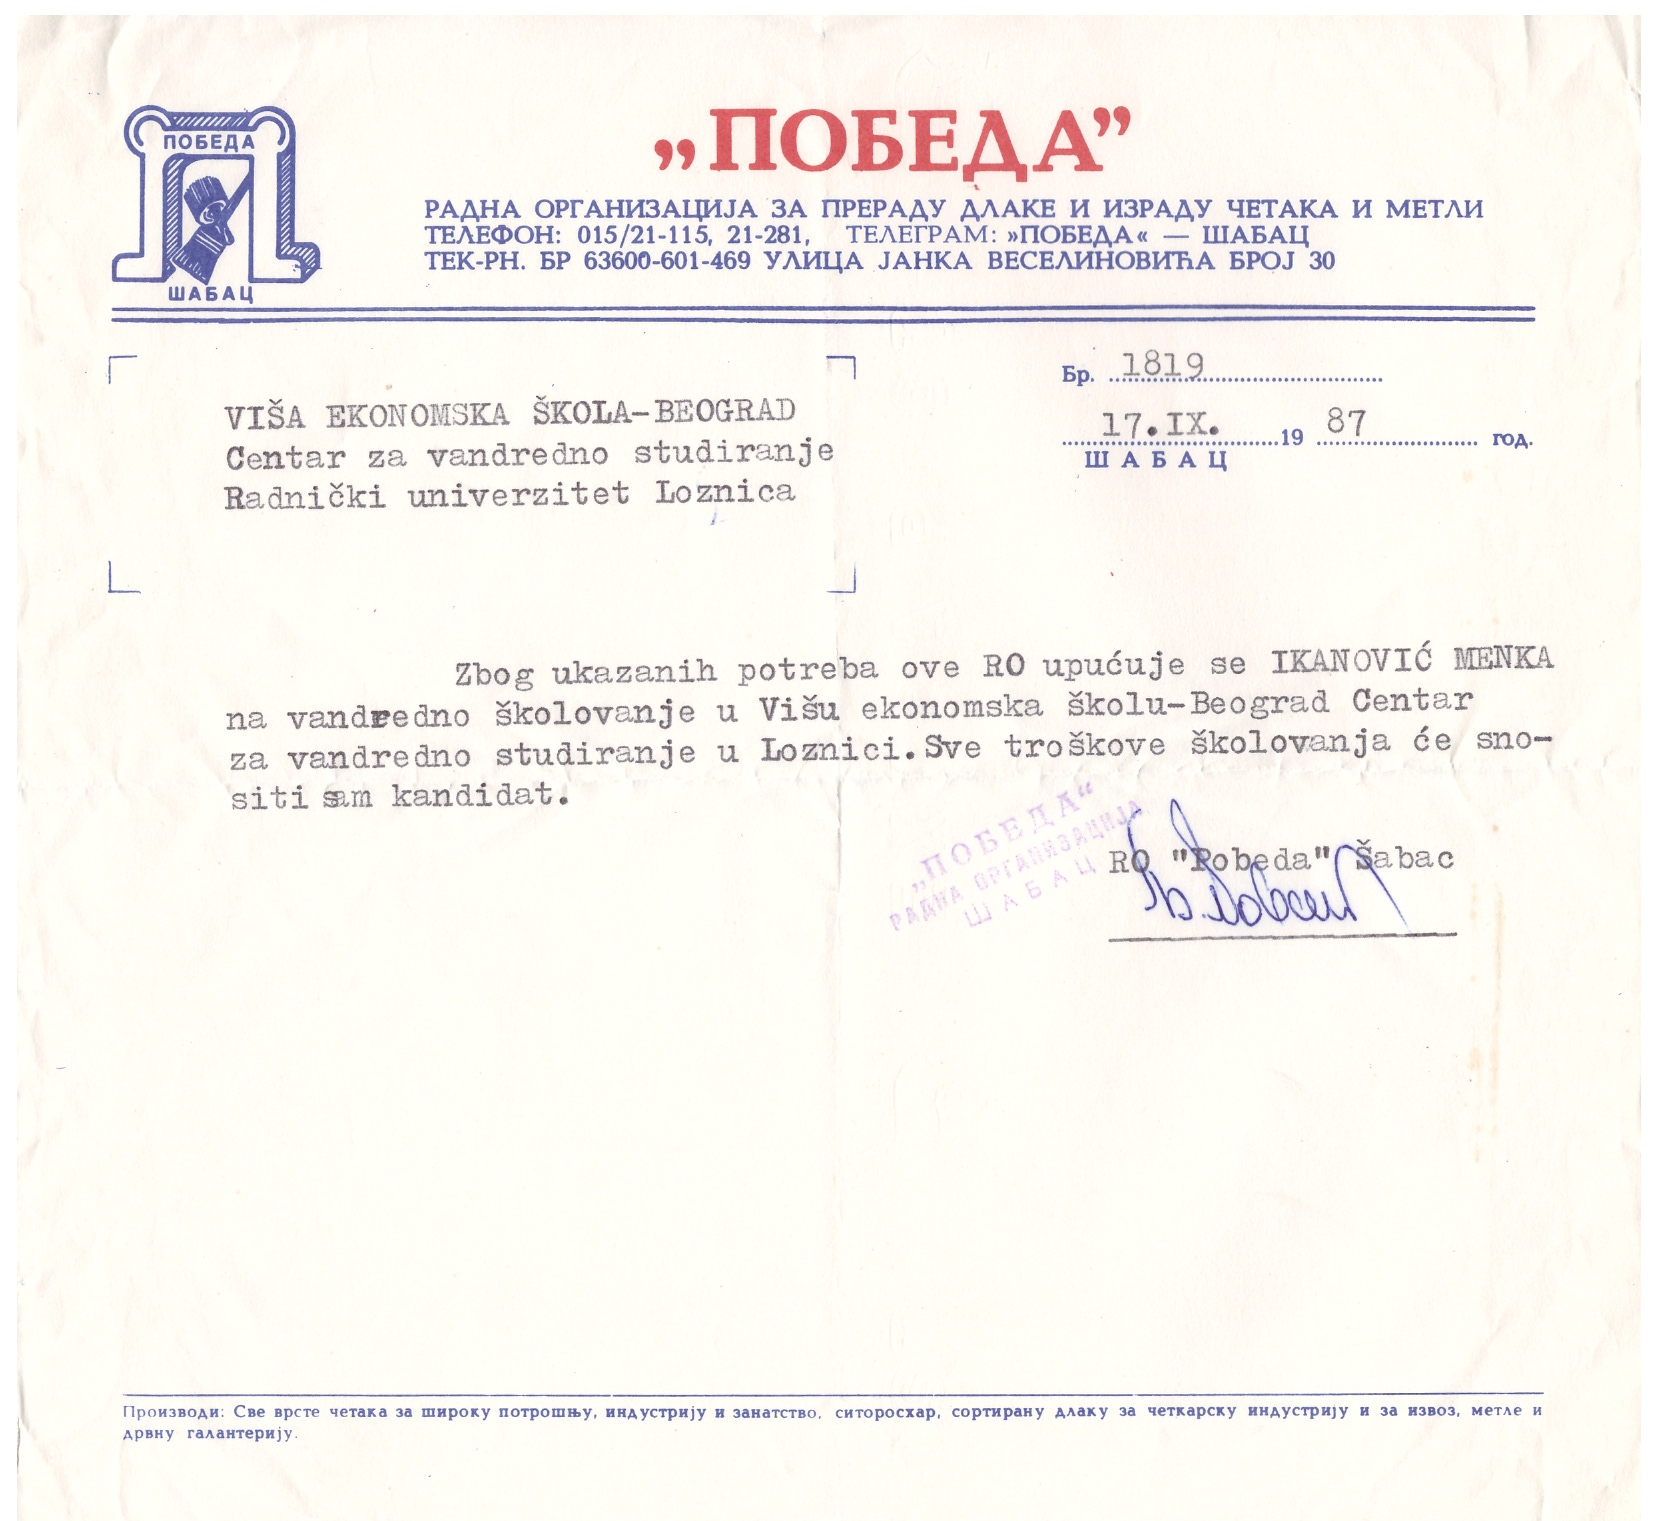 ПОБЕДА
ШАБАЦ
„ПОБЕДА”
РАДНА ОРГАНИЗАЦИЈА ЗА ПРЕРАДУ ДЛАКЕ И ИЗРАДУ ЧЕТАКА И МЕТЛИ
ТЕЛЕФОН: 015/21-115, 21-281, ТЕЛЕГРАМ: »ПОБЕДА« — ШАБАЦ
ТЕК-РН. БР 63600-601-469 УЛИЦА ЈАНКА ВЕСЕЛИНОВИЋА БРОЈ 30
Бр. 1819
17.IX. 19 87 год.
ШАБАЦ
VIŠA EKONOMSKA ŠKOLA-BEOGRAD
Centar za vandredno studiranje
Radnički univerzitet Loznica
Zbog ukazanih potreba ove RO upućuje se IKANOVIĆ MENKA
na vandredno školovanje u Višu ekonomska školu-Beograd Centar
za vandredno studiranje u Loznici.Sve troškove školovanja će sno-
siti sam kandidat.
„ПОБЕДА“
РАДНА ОРГАНИЗАЦИЈА
ШАБАЦ
RO "Pobeda" Šabac
Производи: Све врсте четака за широку потрошњу, индустрију и занатство, ситоросхар, сортирану длаку за четкарску индустрију и за извоз, метле и
дрвну галантерију.